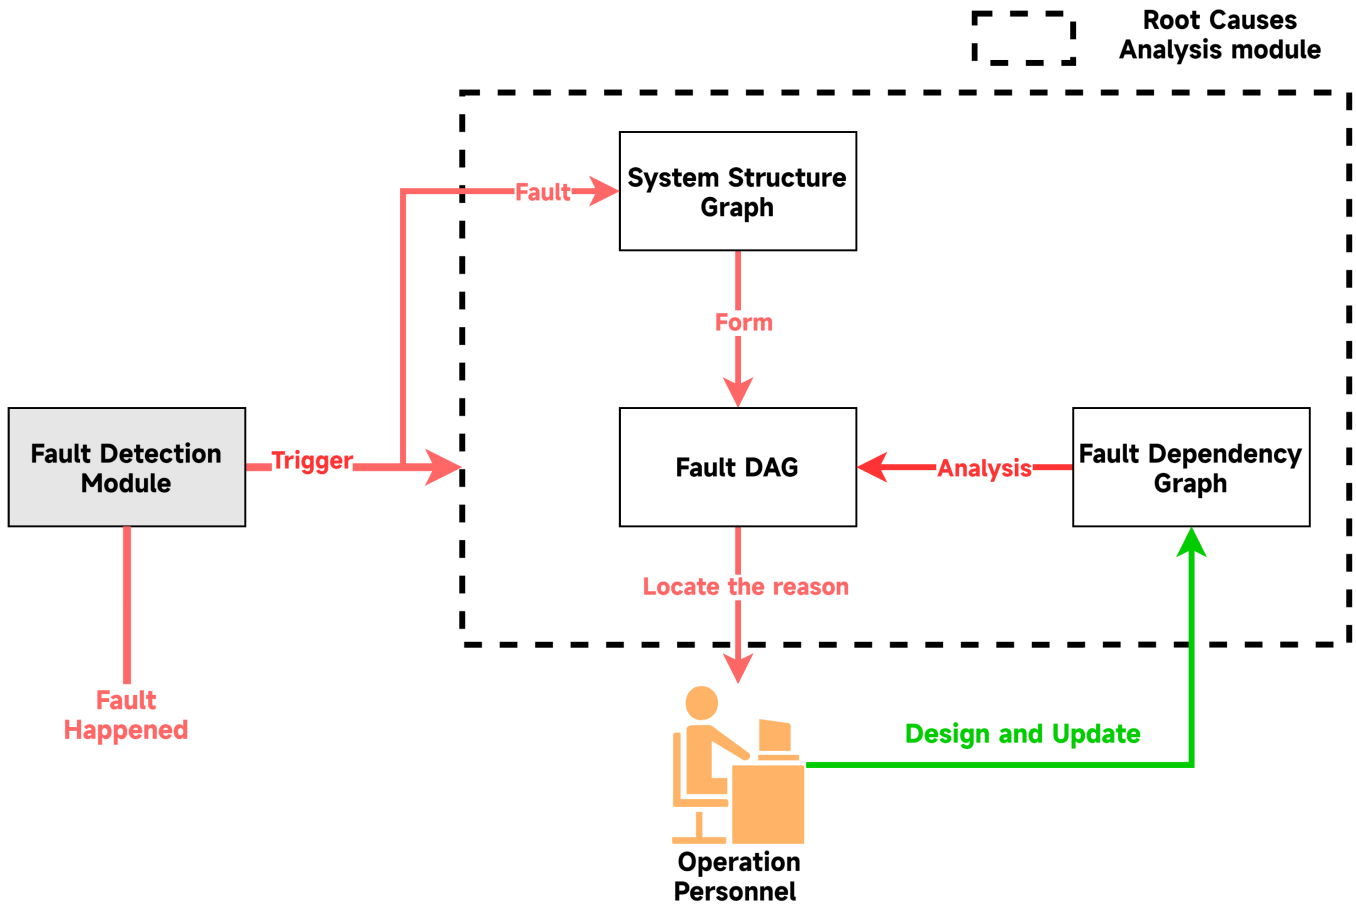 Root Causes
Analysis module
System Structure
Graph
Fault
Form
Fault Detection
Module
Trigger
Fault DAG
Analysis
Fault Dependency
Graph
Locate the reason
Fault
Happened
Design and Update
Operation
Personnel